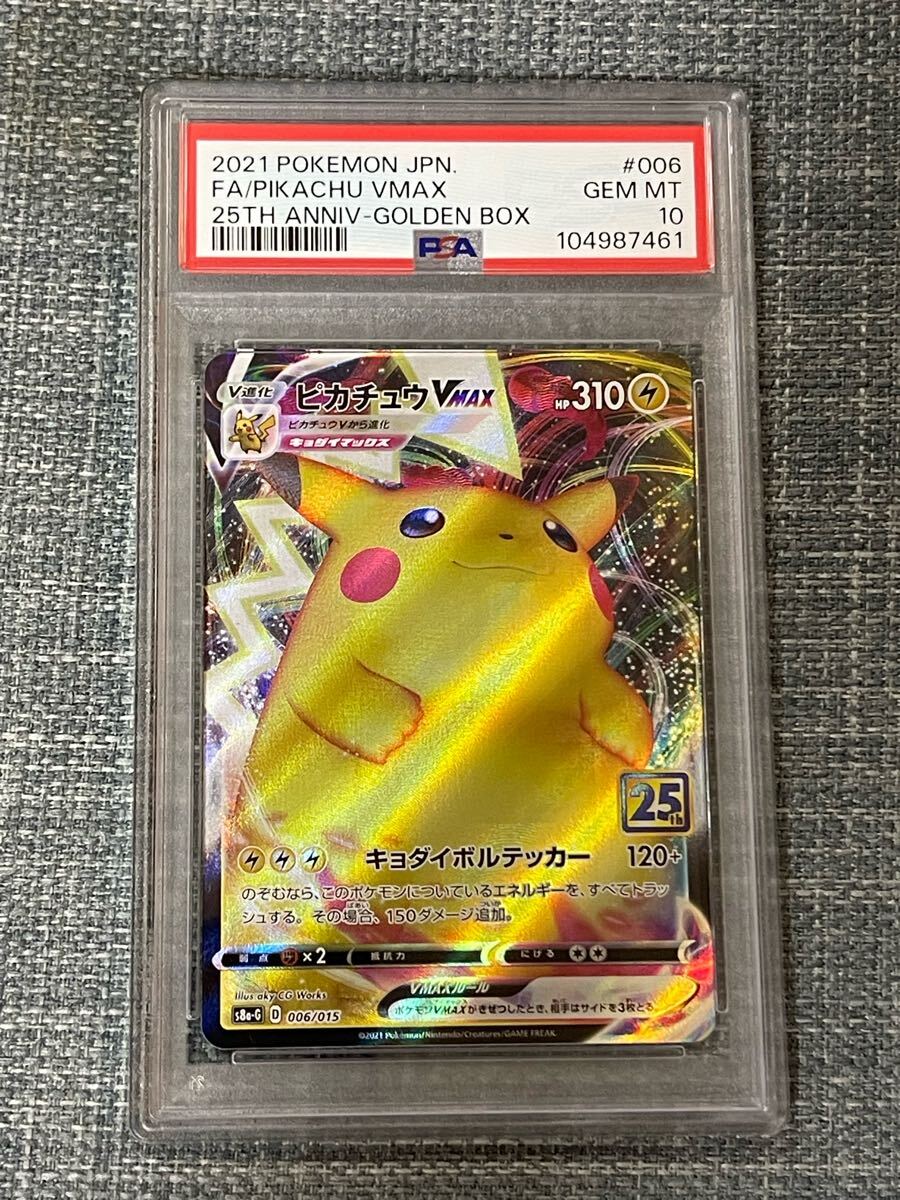 2021 POKEMON JPN. #006
FA/PIKACHU VMAX GEM MT
25TH ANNIV-GOLDEN BOX 10
PSA 104987461
V進化 ピカチュウVMAX HP310
ピカチュウVから進化
キョダイマックス
25th
キョダイボルテッカー 120+
のぞむなら、このポケモンについているエネルギーを、すべてトラッ
シュする。その場合、150ダメージ追加。
弱点 ×2 抵抗力 にげる
VMAXルール
ポケモンVMAXがきぜつしたとき、相手はサイドを3枚とる。
Illus. aky CG Works
s8a-G D 006/015
©2021 Pokémon/Nintendo/Creatures/GAME FREAK.